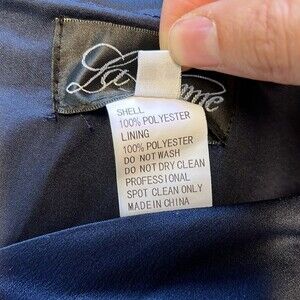 La
SHELL
100% POLYESTER
LINING
100% POLYESTER
DO NOT WASH
DO NOT DRY CLEAN
PROFESSIONAL
SPOT CLEAN ONLY
MADE IN CHINA